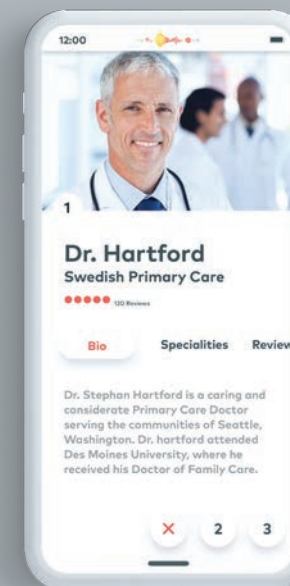 12:00
1
Dr. Hartford
Swedish Primary Care
120 Reviews
Bio
Specialities
Review
Dr. Stephan Hartford is a caring and
considerate Primary Care Doctor
serving the communities of Seattle,
Washington. Dr. hartford attended
Des Moines University, where he
received his Doctor of Family Care.
2
3